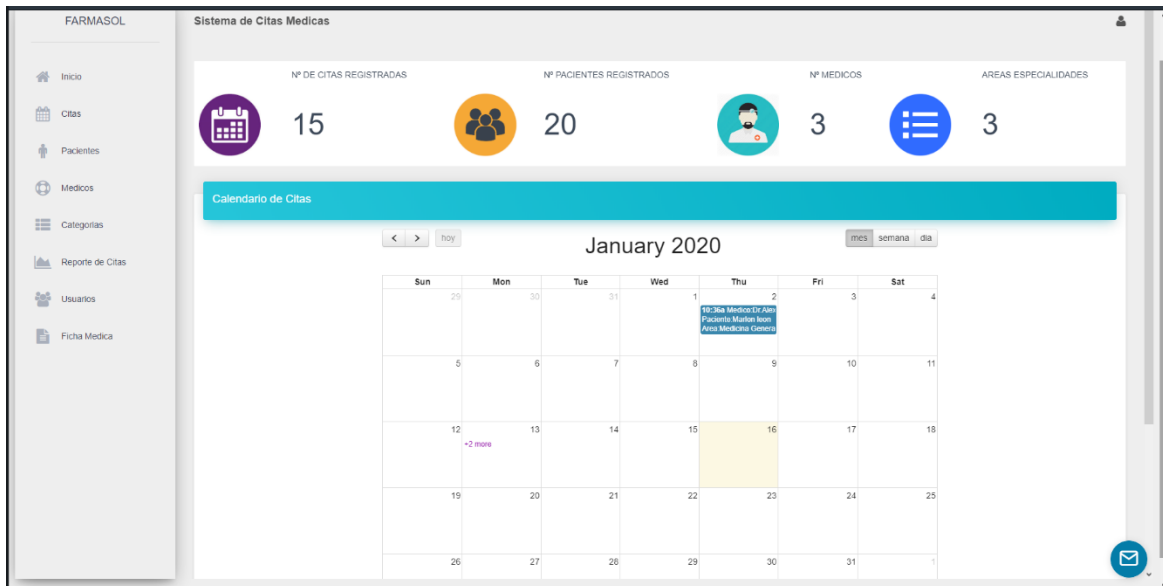 FARMASOL
Sistema de Citas Medicas
Inicio
Citas
Pacientes
Medicos
Categorias
Reporte de Citas
Usuarios
Ficha Medica
Nº DE CITAS REGISTRADAS
15
Nº PACIENTES REGISTRADOS
20
Nº MEDICOS
3
AREAS ESPECIALIDADES
3
Calendario de Citas
hoy
January 2020
mes semana dia
Sun Mon Tue Wed Thu Fri Sat
29 30 31 1 2 3 4
10:36a Medico:Dr.Alex
Paciente:Marlon leon
Area:Medicina Genera
5 6 7 8 9 10 11
12 13 14 15 16 17 18
+2 more
19 20 21 22 23 24 25
26 27 28 29 30 31 1